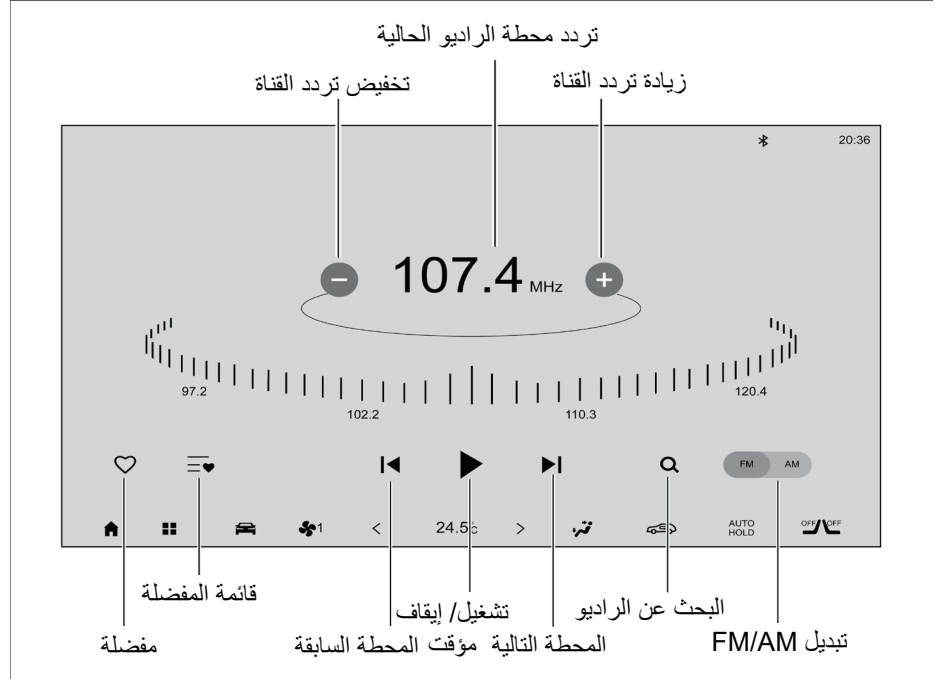 تردد محطة الراديو الحالية
زيادة تردد القناة
تخفيض تردد القناة
20:36
107.4 MHz
97.2
120.4
102.2
110.3
FM AM
1
< 24.5c >
AUTO
HOLD
OFF OFF
قائمة المفضلة
مفضلة
تشغيل/ إيقاف
مؤقت
المحطة السابقة
المحطة التالية
البحث عن الراديو
تبديل FM/AM